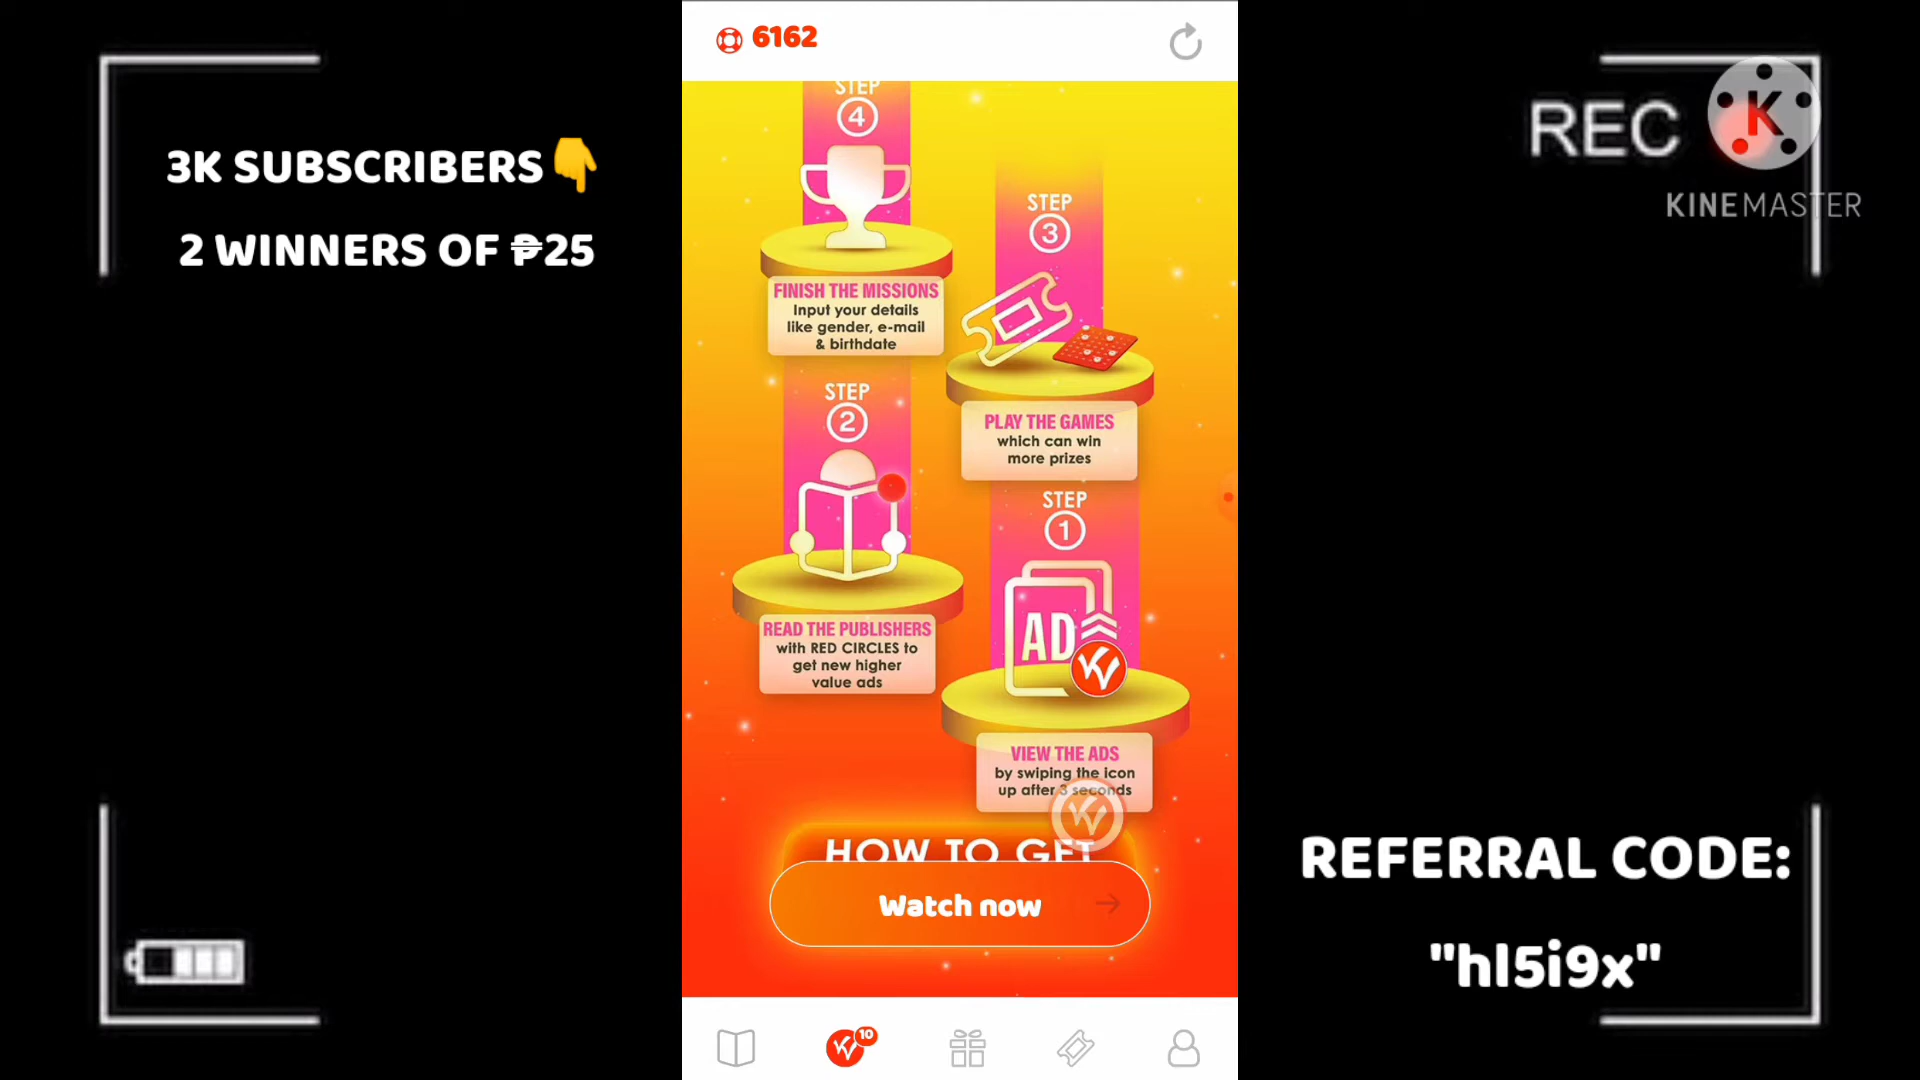 3K SUBSCRIBERS👇
2 WINNERS OF ₱25
6162
STEP
4
FINISH THE MISSIONS
Input your details
like gender, e-mail
& birthdate
STEP
3
PLAY THE GAMES
which can win
more prizes
STEP
2
READ THE PUBLISHERS
with RED CIRCLES to
get new higher
value ads
STEP
1
AD
VIEW THE ADS
by swiping the icon
up after 3 seconds
HOW TO GET
Watch now
10
REC
K
KINEMASTER
REFERRAL CODE:
"hl5i9x"